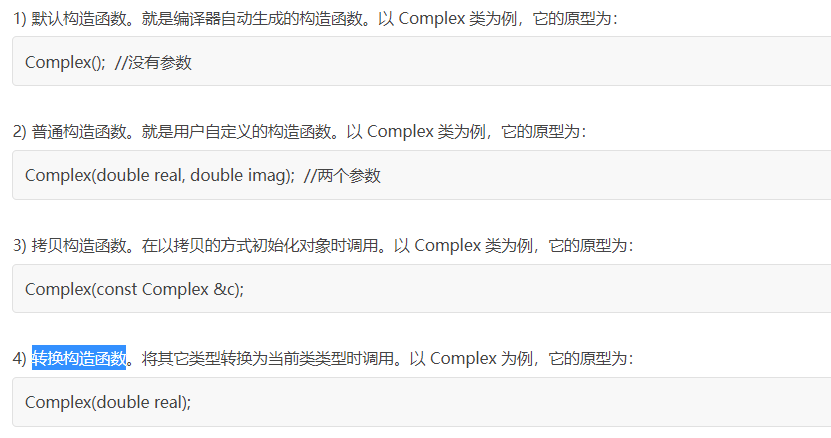 1) 默认构造函数。就是编译器自动生成的构造函数。以 Complex 类为例，它的原型为：
Complex();  //没有参数
2) 普通构造函数。就是用户自定义的构造函数。以 Complex 类为例，它的原型为：
Complex(double real, double imag);  //两个参数
3) 拷贝构造函数。在以拷贝的方式初始化对象时调用。以 Complex 类为例，它的原型为：
Complex(const Complex &c);
4) 转换构造函数。将其它类型转换为当前类类型时调用。以 Complex 为例，它的原型为：
Complex(double real);